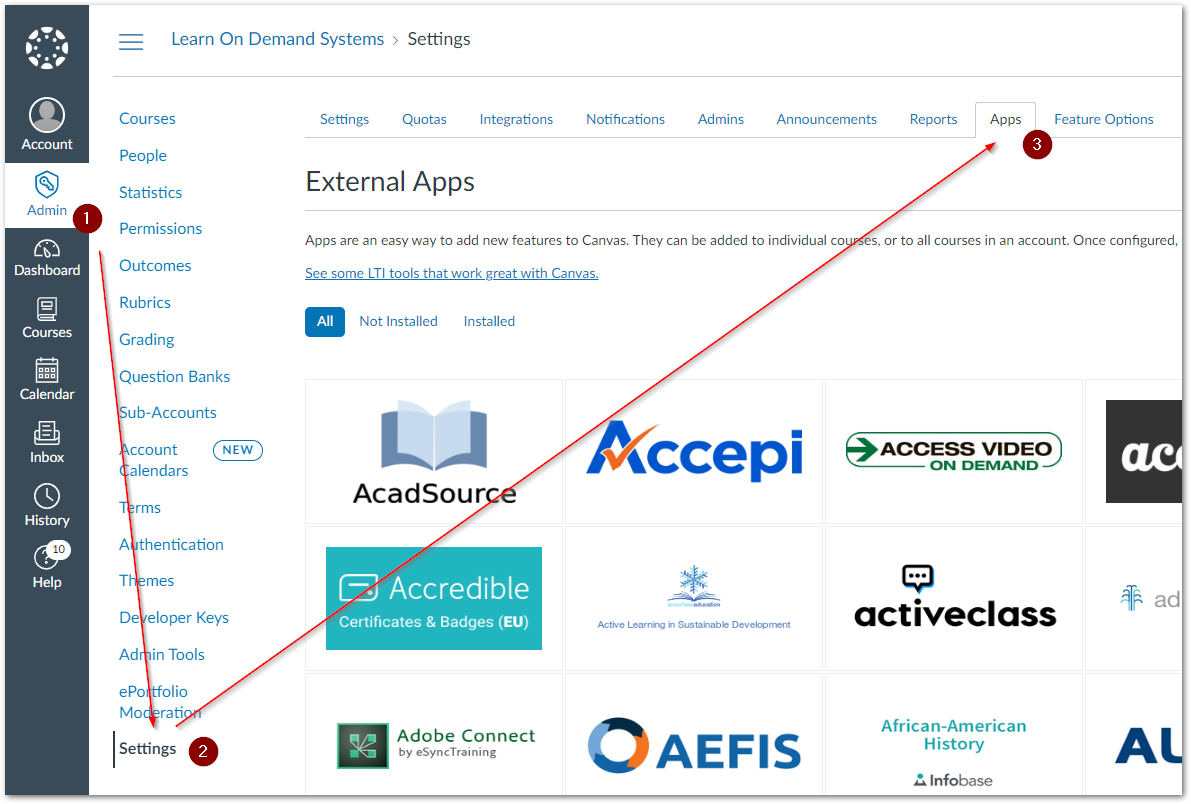 Learn On Demand Systems > Settings
Account
Admin
1
Dashboard
Courses
Calendar
Inbox
History
10
Help
Courses
People
Statistics
Permissions
Outcomes
Rubrics
Grading
Question Banks
Sub-Accounts
Account
Calendars
NEW
Terms
Authentication
Themes
Developer Keys
Admin Tools
ePortfolio
Moderation
Settings
2
Settings Quotas Integrations Notifications Admins Announcements Reports Apps Feature Options
3
External Apps
Apps are an easy way to add new features to Canvas. They can be added to individual courses, or to all courses in an account. Once configured,
See some LTI tools that work great with Canvas.
All Not Installed Installed
AcadSource
Accepi
ACCESS VIDEO
ON DEMAND
Accredible
Certificates & Badges (EU)
snowflakeeducation
Active Learning in Sustainable Development
activeclass
ad
Adobe Connect
by eSyncTraining
AEFIS
African-American
History
Infobase